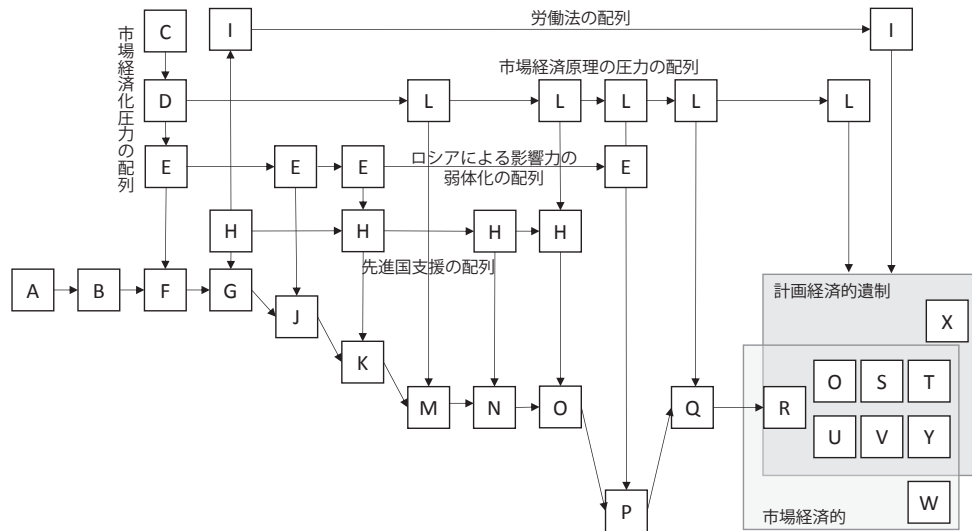 C
I
労働法の配列
I
市場経済化圧力の配列
市場経済原理の圧力の配列
D
L
L
L
L
L
E
E
E
ロシアによる影響力の
弱体化の配列
E
H
H
H
H
先進国支援の配列
A
B
F
G
J
K
M
N
O
P
Q
R
計画経済的遺制
X
O
S
T
U
V
Y
W
市場経済的